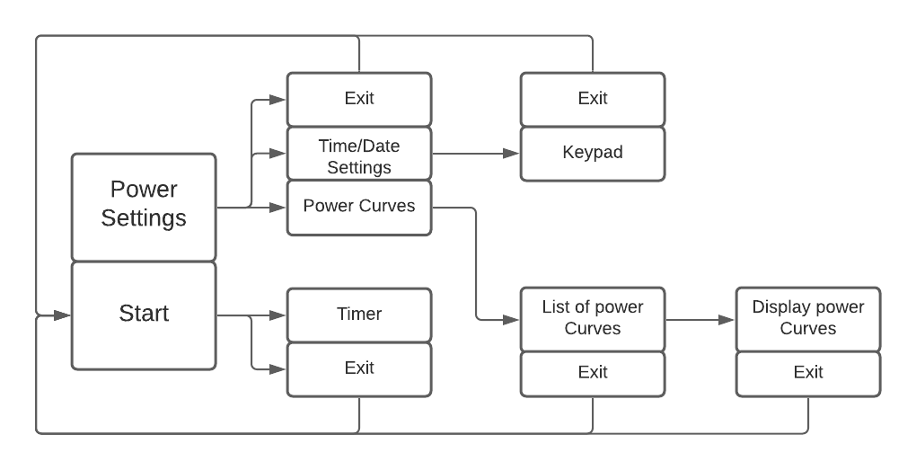 Exit
Exit
Time/Date
Settings
Keypad
Power
Settings
Power Curves
Start
Timer
List of power
Curves
Display power
Curves
Exit
Exit
Exit